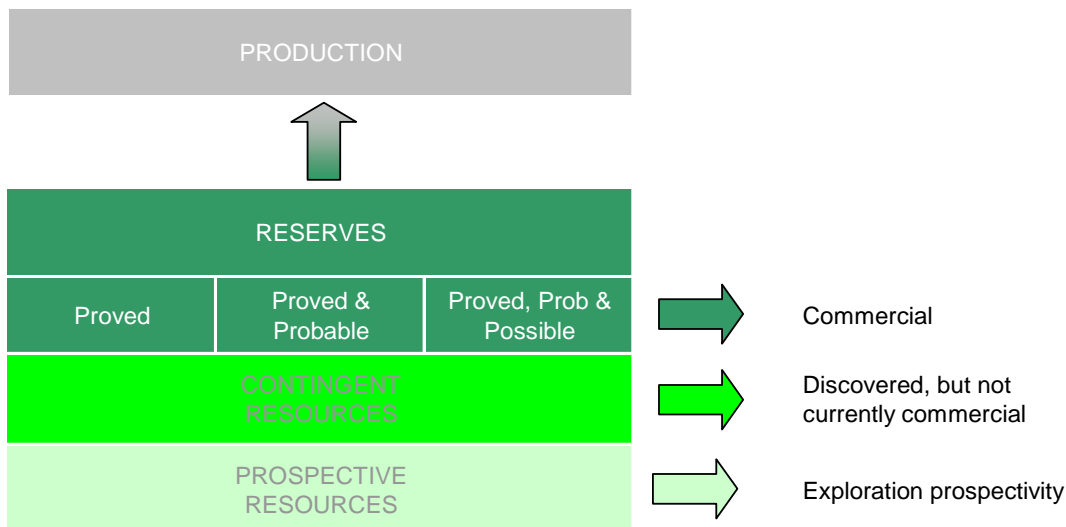 PRODUCTION
RESERVES
Proved
Proved &
Probable
Proved, Prob &
Possible
Commercial
CONTINGENT
RESOURCES
Discovered, but not
currently commercial
PROSPECTIVE
RESOURCES
Exploration prospectivity